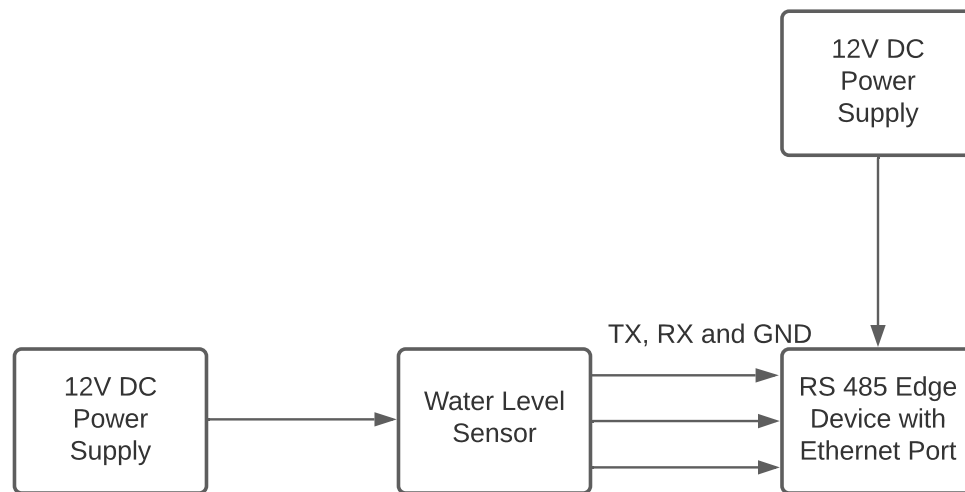 12V DC
Power
Supply
TX, RX and GND
12V DC
Power
Supply
Water Level
Sensor
RS 485 Edge
Device with
Ethernet Port